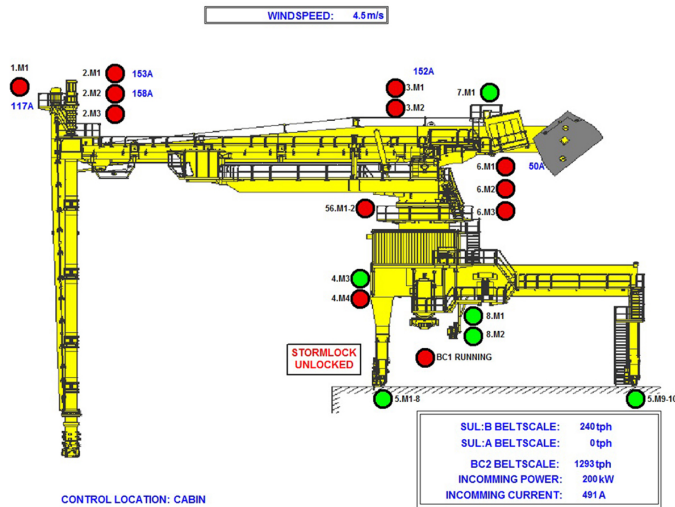 WINDSPEED: 4.5 m/s
1.M1
117A
2.M1 153A
2.M2 158A
2.M3
152A
3.M1
3.M2
7.M1
6.M1 50A
6.M2
6.M3
56.M1-2
4.M3
4.M4
8.M1
8.M2
STORMLOCK
UNLOCKED
BC1 RUNNING
5.M1-8
5.M9-10
SUL:B BELTSCALE: 240 tph
SUL:A BELTSCALE: 0 tph
BC2 BELTSCALE: 1293 tph
INCOMMING POWER: 200 kW
INCOMMING CURRENT: 491 A
CONTROL LOCATION: CABIN